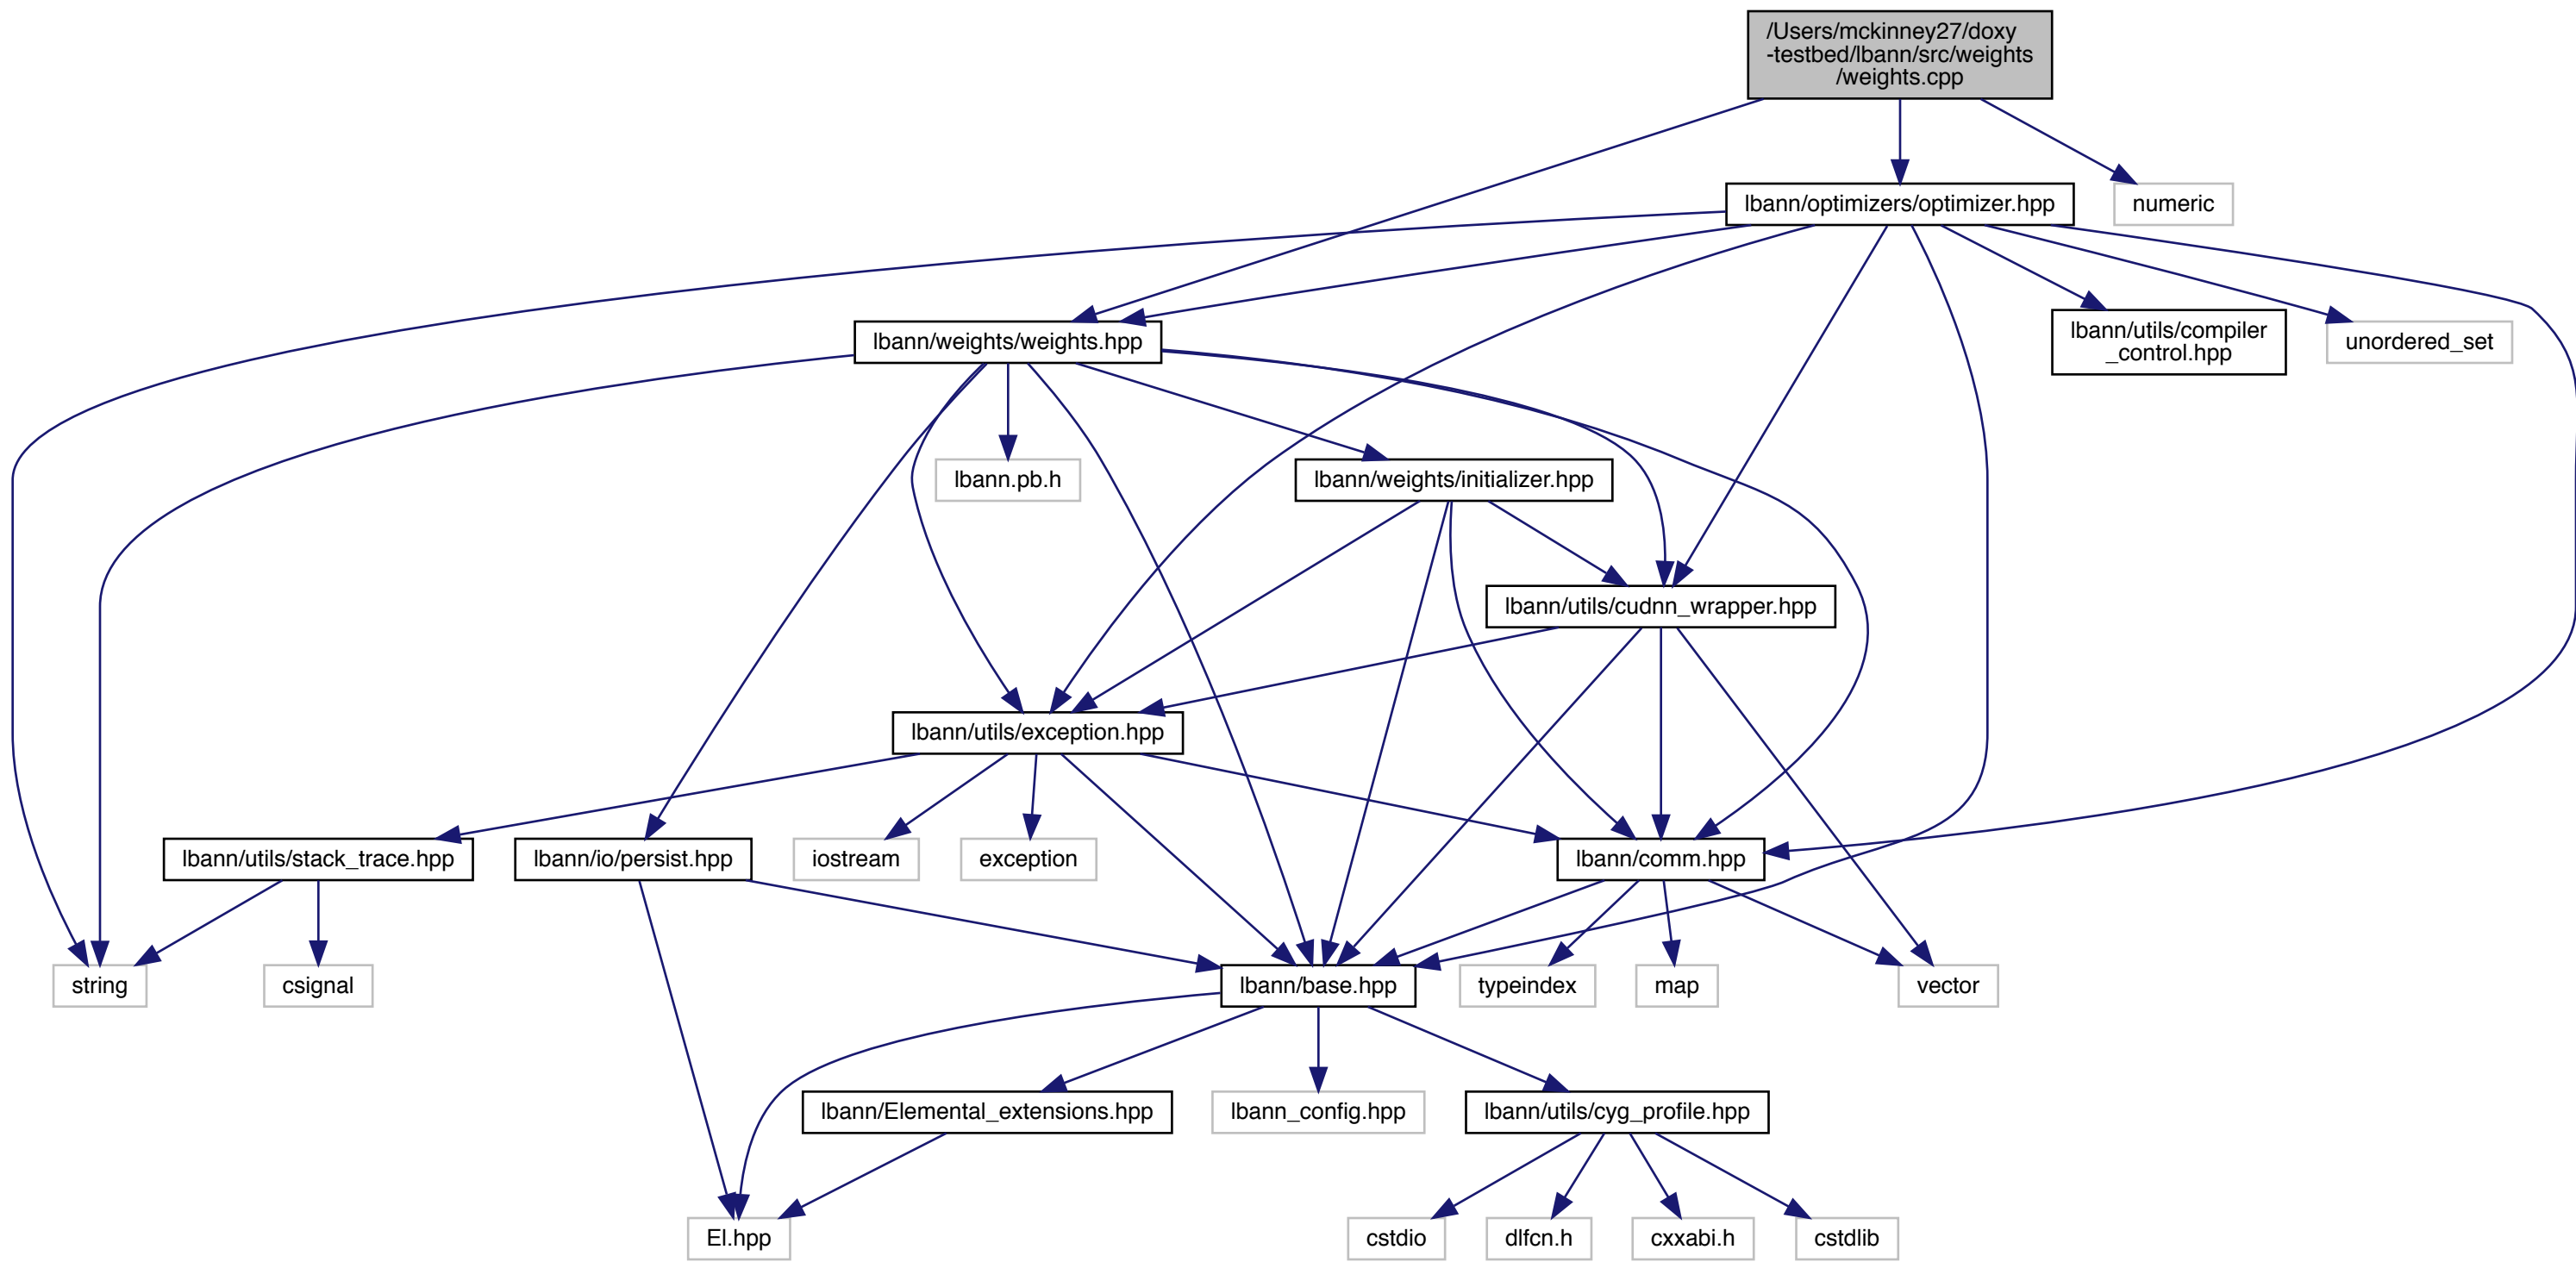 /Users/mckinney27/doxy
-testbed/lbann/src/weights
/weights.cpp
lbann/optimizers/optimizer.hpp
numeric
lbann/weights/weights.hpp
lbann/utils/compiler
_control.hpp
unordered_set
lbann.pb.h
lbann/weights/initializer.hpp
lbann/utils/cudnn_wrapper.hpp
lbann/utils/exception.hpp
lbann/utils/stack_trace.hpp
lbann/io/persist.hpp
iostream
exception
lbann/comm.hpp
string
csignal
lbann/base.hpp
typeindex
map
vector
lbann/Elemental_extensions.hpp
lbann_config.hpp
lbann/utils/cyg_profile.hpp
El.hpp
cstdio
dlfcn.h
cxxabi.h
cstdlib